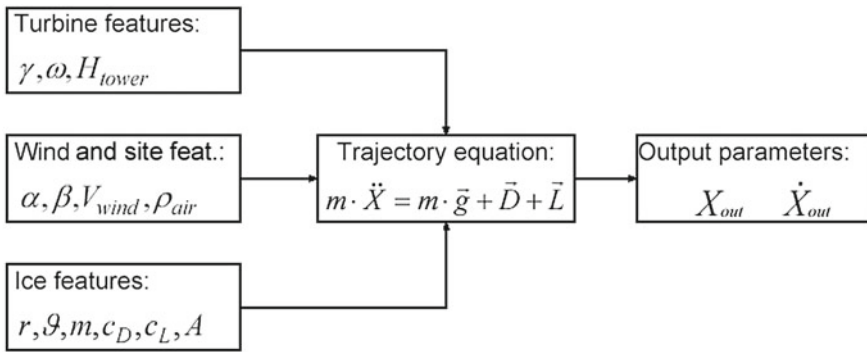 Turbine features:
γ, ω, H_tower
Wind and site feat.:
α, β, V_wind, ρ_air
Trajectory equation:
m · Ẍ = m · g⃗ + D⃗ + L⃗
Output parameters:
X_out Ẋ_out
Ice features:
r, ϑ, m, c_D, c_L, A